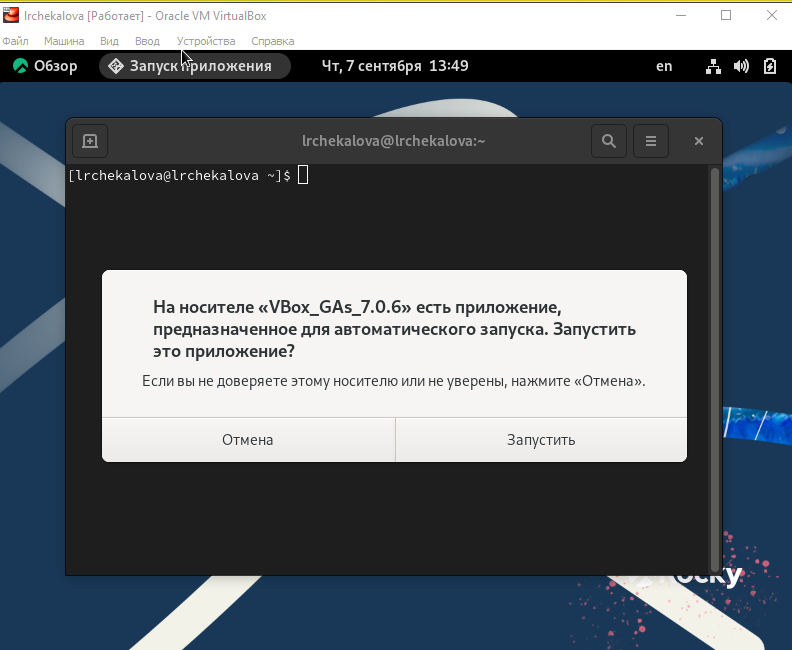 lrchekalova [Работает] - Oracle VM VirtualBox
Файл Машина Вид Ввод Устройства Справка
Обзор Запуск приложения Чт, 7 сентября 13:49 en
lrchekalova@lrchekalova:~
[lrchekalova@lrchekalova ~]$
На носителе «VBox_GAs_7.0.6» есть приложение,
предназначенное для автоматического запуска. Запустить
это приложение?
Если вы не доверяете этому носителю или не уверены, нажмите «Отмена».
Отмена Запустить